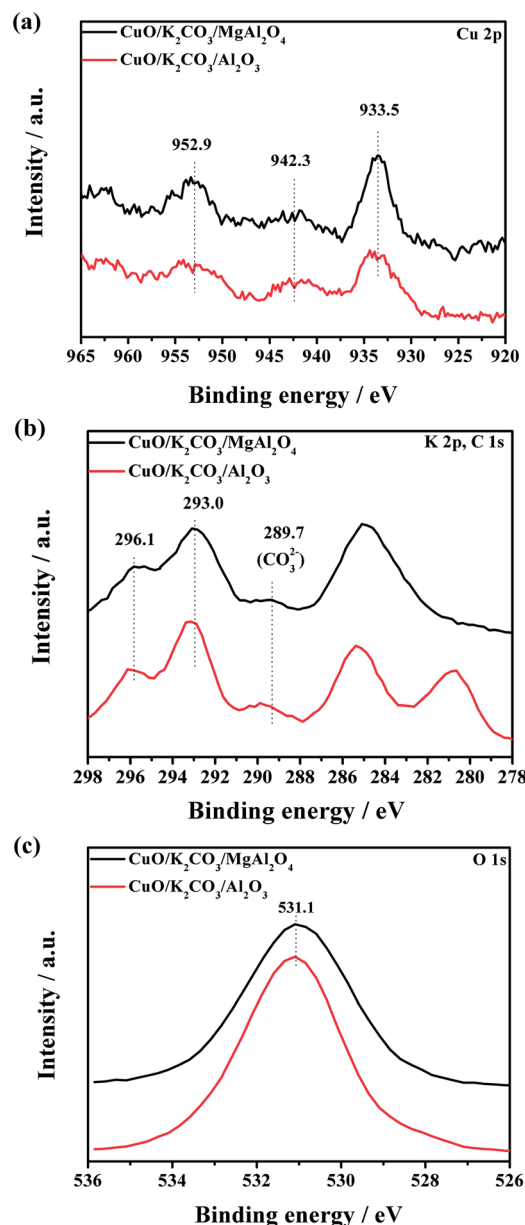 (a)
CuO/K₂CO₃/MgAl₂O₄
Cu 2p
CuO/K₂CO₃/Al₂O₃
933.5
952.9
942.3
Intensity / a.u.
965 960 955 950 945 940 935 930 925 920
Binding energy / eV
(b)
CuO/K₂CO₃/MgAl₂O₄
K 2p, C 1s
CuO/K₂CO₃/Al₂O₃
293.0
296.1
289.7
(CO₃²⁻)
Intensity / a.u.
298 296 294 292 290 288 286 284 282 280 278
Binding energy / eV
(c)
CuO/K₂CO₃/MgAl₂O₄
O 1s
CuO/K₂CO₃/Al₂O₃
531.1
Intensity / a.u.
536 534 532 530 528 526
Binding energy / eV